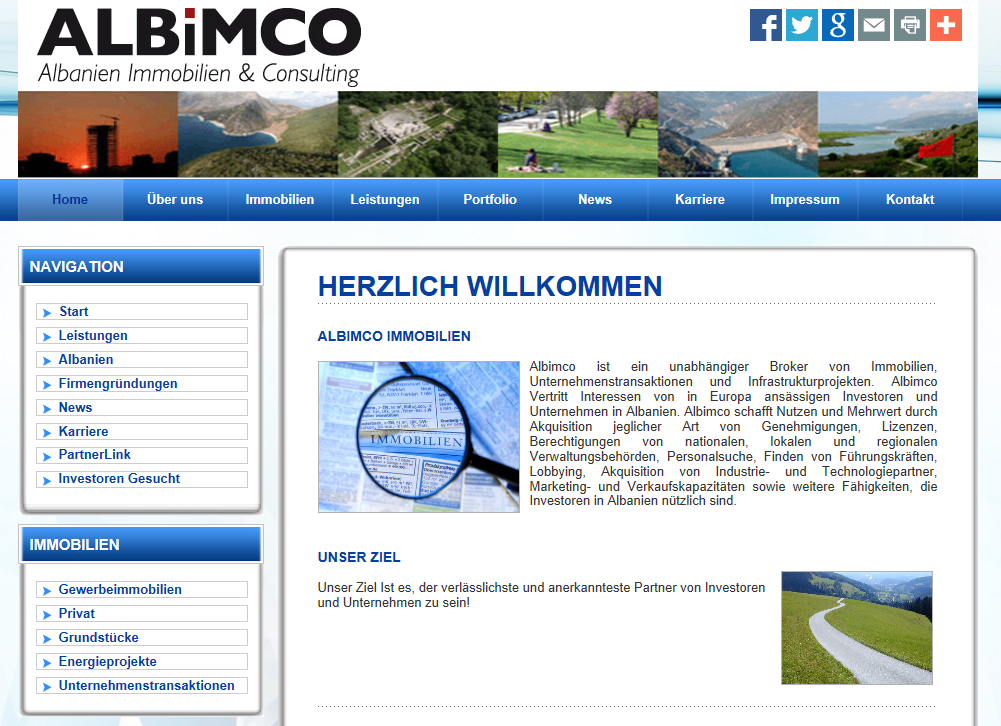 ALBiMCO
Albanien Immobilien & Consulting
Home Über uns Immobilien Leistungen Portfolio News Karriere Impressum Kontakt
NAVIGATION
Start
Leistungen
Albanien
Firmengründungen
News
Karriere
PartnerLink
Investoren Gesucht
IMMOBILIEN
Gewerbeimmobilien
Privat
Grundstücke
Energieprojekte
Unternehmenstransaktionen
HERZLICH WILLKOMMEN
ALBIMCO IMMOBILIEN
IMMOBILIEN
Albimco ist ein unabhängiger Broker von Immobilien,
Unternehmenstransaktionen und Infrastrukturprojekten. Albimco
Vertritt Interessen von in Europa ansässigen Investoren und
Unternehmen in Albanien. Albimco schafft Nutzen und Mehrwert durch
Akquisition jeglicher Art von Genehmigungen, Lizenzen,
Berechtigungen von nationalen, lokalen und regionalen
Verwaltungsbehörden, Personalsuche, Finden von Führungskräften,
Lobbying, Akquisition von Industrie- und Technologiepartner,
Marketing- und Verkaufskapazitäten sowie weitere Fähigkeiten, die
Investoren in Albanien nützlich sind.
UNSER ZIEL
Unser Ziel Ist es, der verlässlichste und anerkannteste Partner von Investoren
und Unternehmen zu sein!